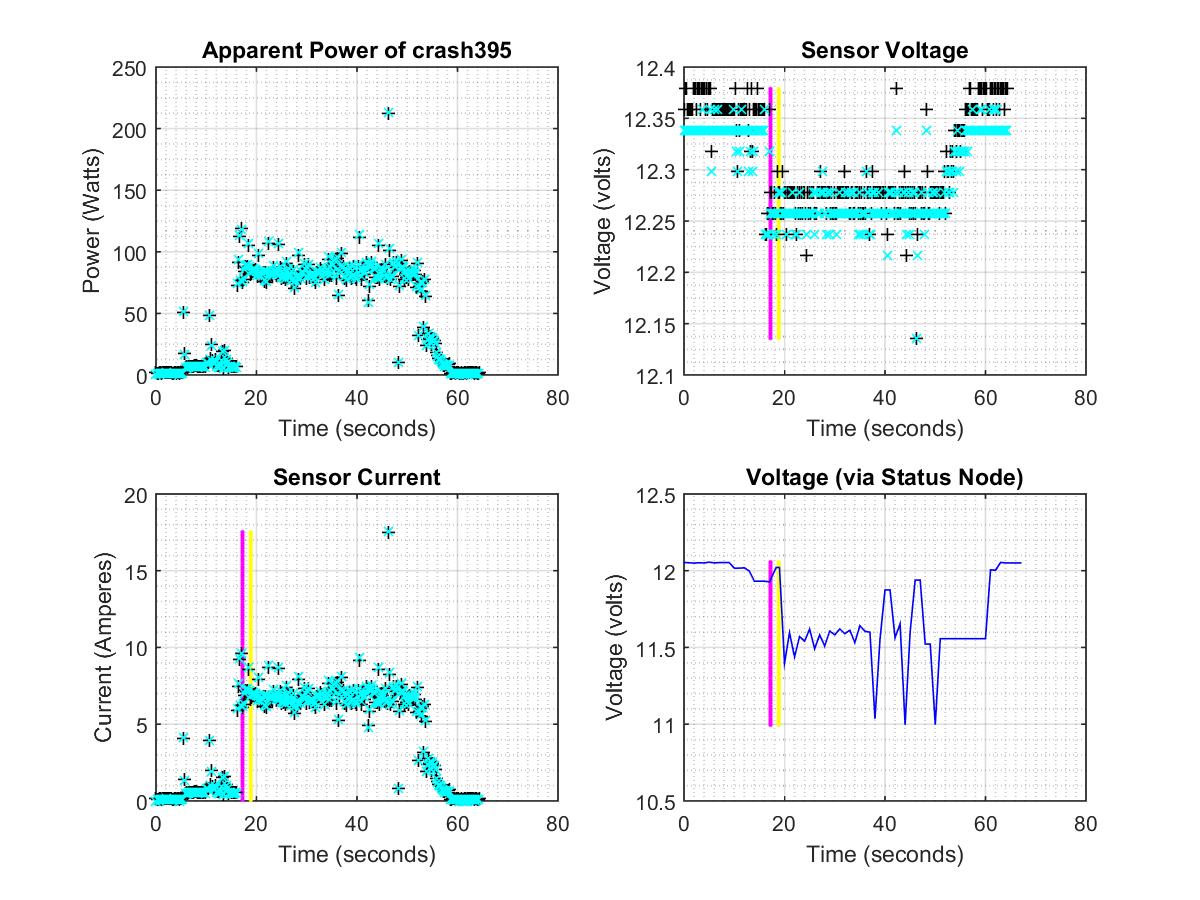 Apparent Power of crash395
250
200
150
100
50
0
Power (Watts)
0 20 40 60 80
Time (seconds)
Sensor Voltage
12.4
12.35
12.3
12.25
12.2
12.15
12.1
Voltage (volts)
0 20 40 60 80
Time (seconds)
Sensor Current
20
15
10
5
0
Current (Amperes)
0 20 40 60 80
Time (seconds)
Voltage (via Status Node)
12.5
12
11.5
11
10.5
Voltage (volts)
0 20 40 60 80
Time (seconds)